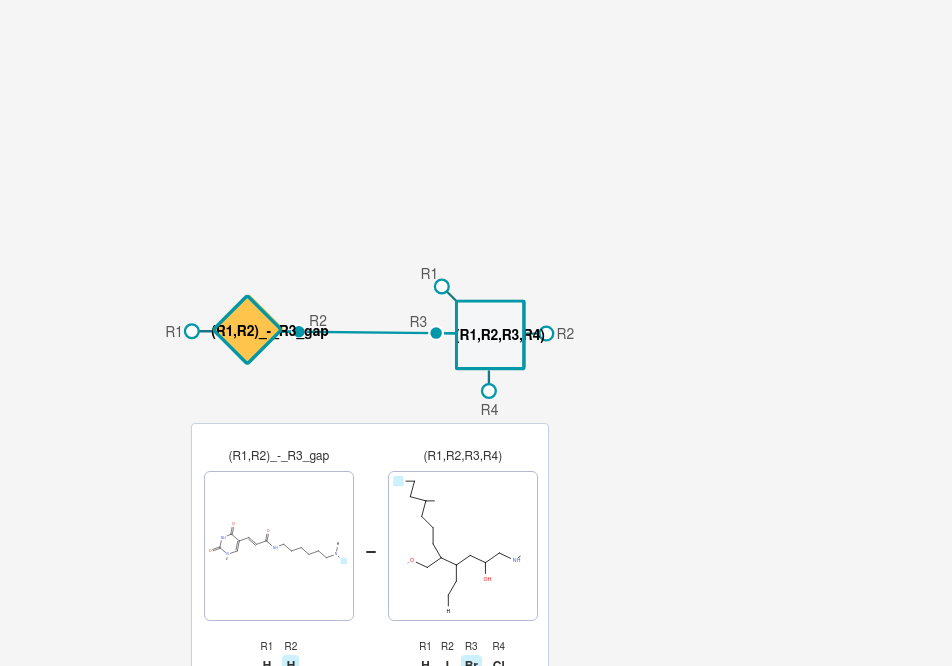 R1
R1
(R1,R2)_-_R3_gap
R2
R3
(R1,R2,R3,R4)
R2
R4
(R1,R2)_-_R3_gap
(R1,R2,R3,R4)
–
OH
R1 R2
R1 R2 R3 R4
H H
H I Br Cl